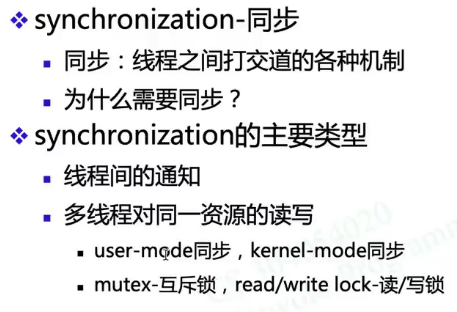 synchronization-同步
同步：线程之间打交道的各种机制
为什么需要同步？
synchronization的主要类型
线程间的通知
多线程对同一资源的读写
user-mode同步，kernel-mode同步
mutex-互斥锁，read/write lock-读/写锁